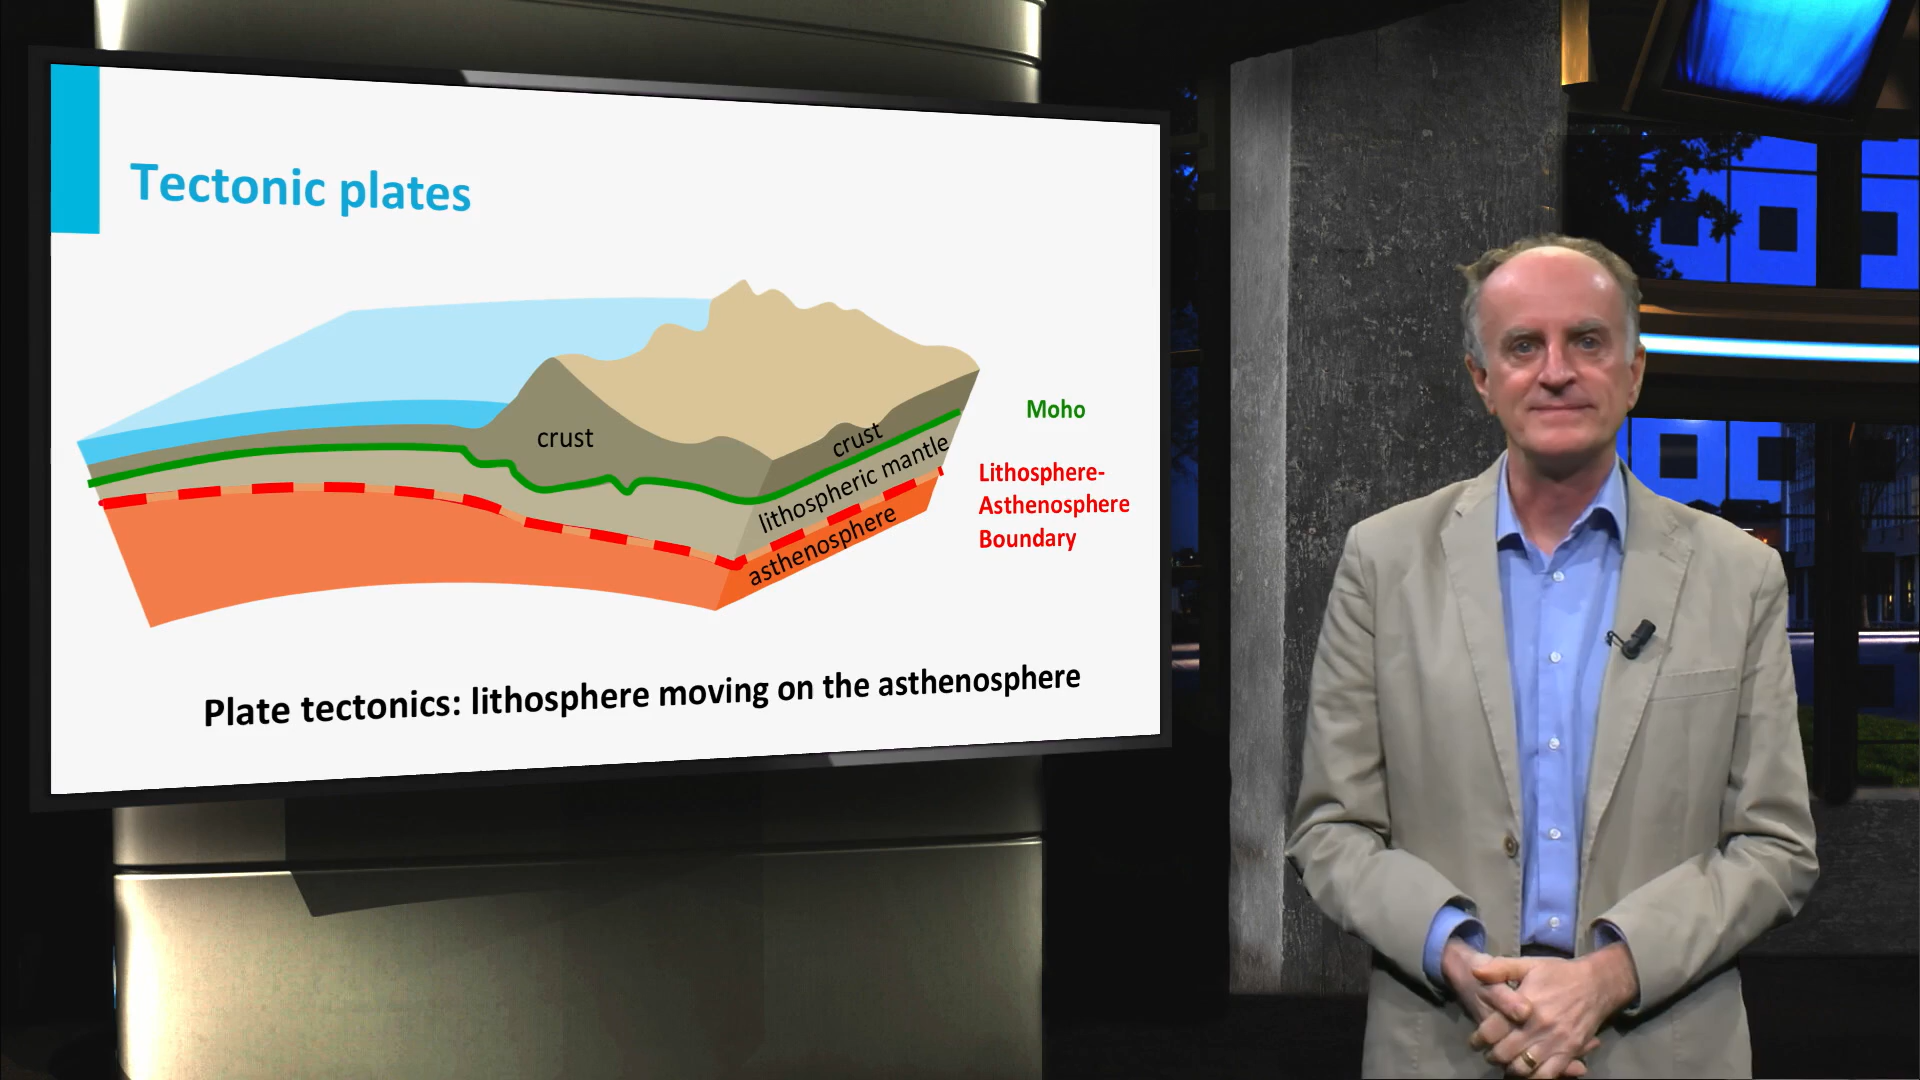 Tectonic plates
crust
crust
lithospheric mantle
asthenosphere
Moho
Lithosphere-
Asthenosphere
Boundary
Plate tectonics: lithosphere moving on the asthenosphere